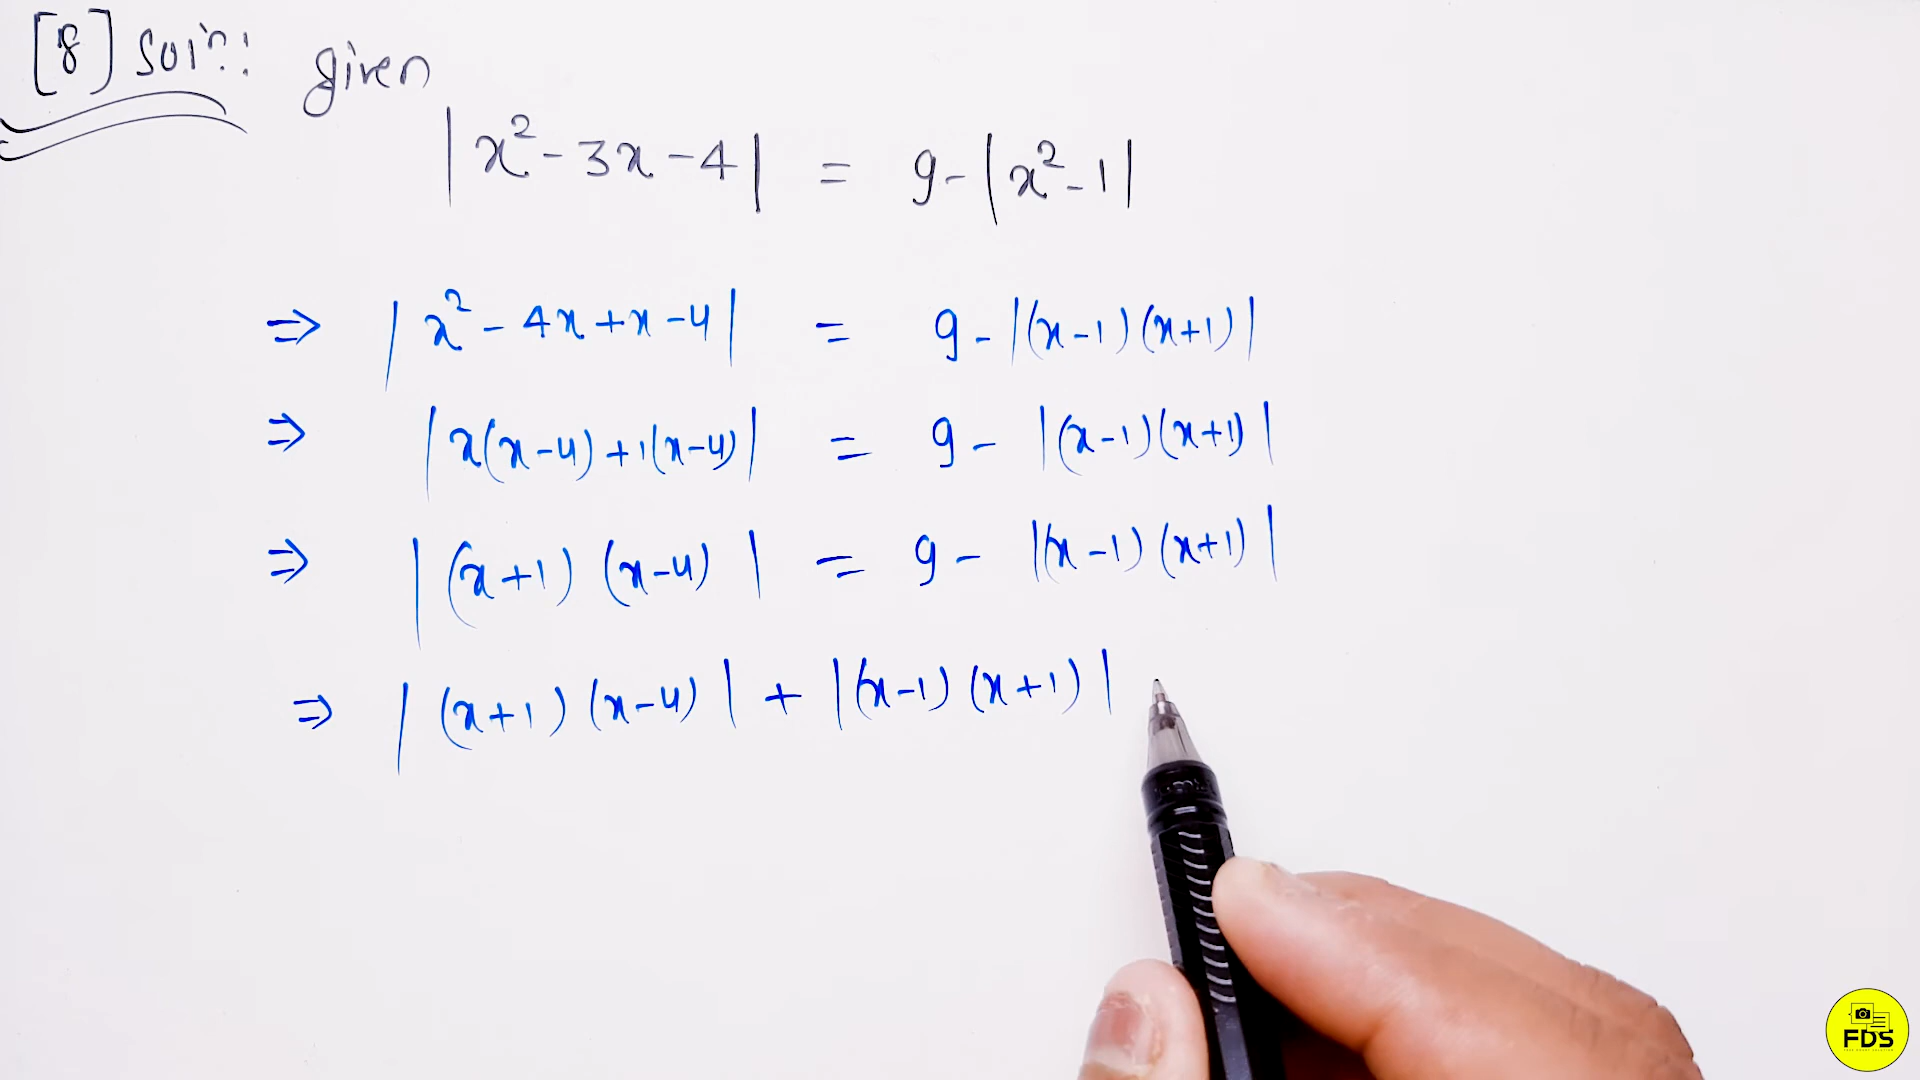 [8] Soln: given
|x² - 3x - 4| = 9 - |x² - 1|
⇒ |x² - 4x + x - 4| = 9 - |(x-1)(x+1)|
⇒ |x(x-4) + 1(x-4)| = 9 - |(x-1)(x+1)|
⇒ |(x+1)(x-4)| = 9 - |(x-1)(x+1)|
⇒ |(x+1)(x-4)| + |(x-1)(x+1)|
FDS